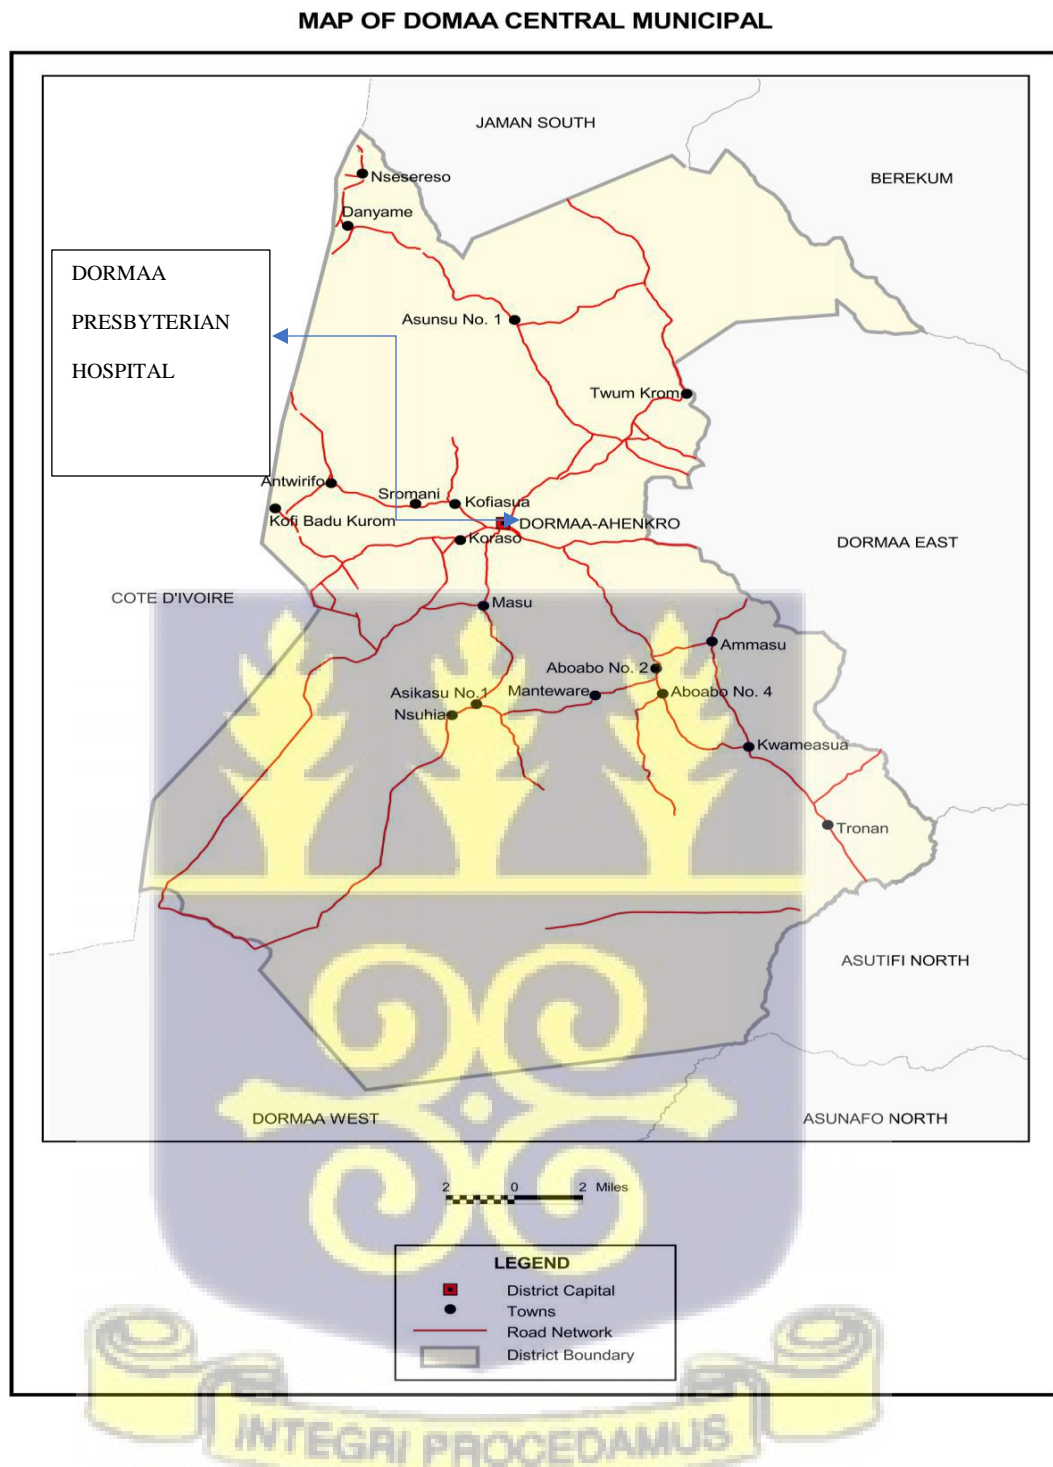 MAP OF DOMAA CENTRAL MUNICIPAL
JAMAN SOUTH
BEREKUM
Nsesereso
Danyame
DORMAA
PRESBYTERIAN
HOSPITAL
Asunsu No. 1
Twum Krom
Antwirifo
Sromani
Kofiasua
Kofi Badu Kurom
DORMAA-AHENKRO
Koraso
DORMAA EAST
COTE D'IVOIRE
Masu
Ammasu
Aboabo No. 2
Asikasu No.1
Manteware
Aboabo No. 4
Nsuhia
Kwameasua
Tronan
ASUTIFI NORTH
DORMAA WEST
ASUNAFO NORTH
2 0 2 Miles
LEGEND
District Capital
Towns
Road Network
District Boundary
INTEGRI PROCEDAMUS